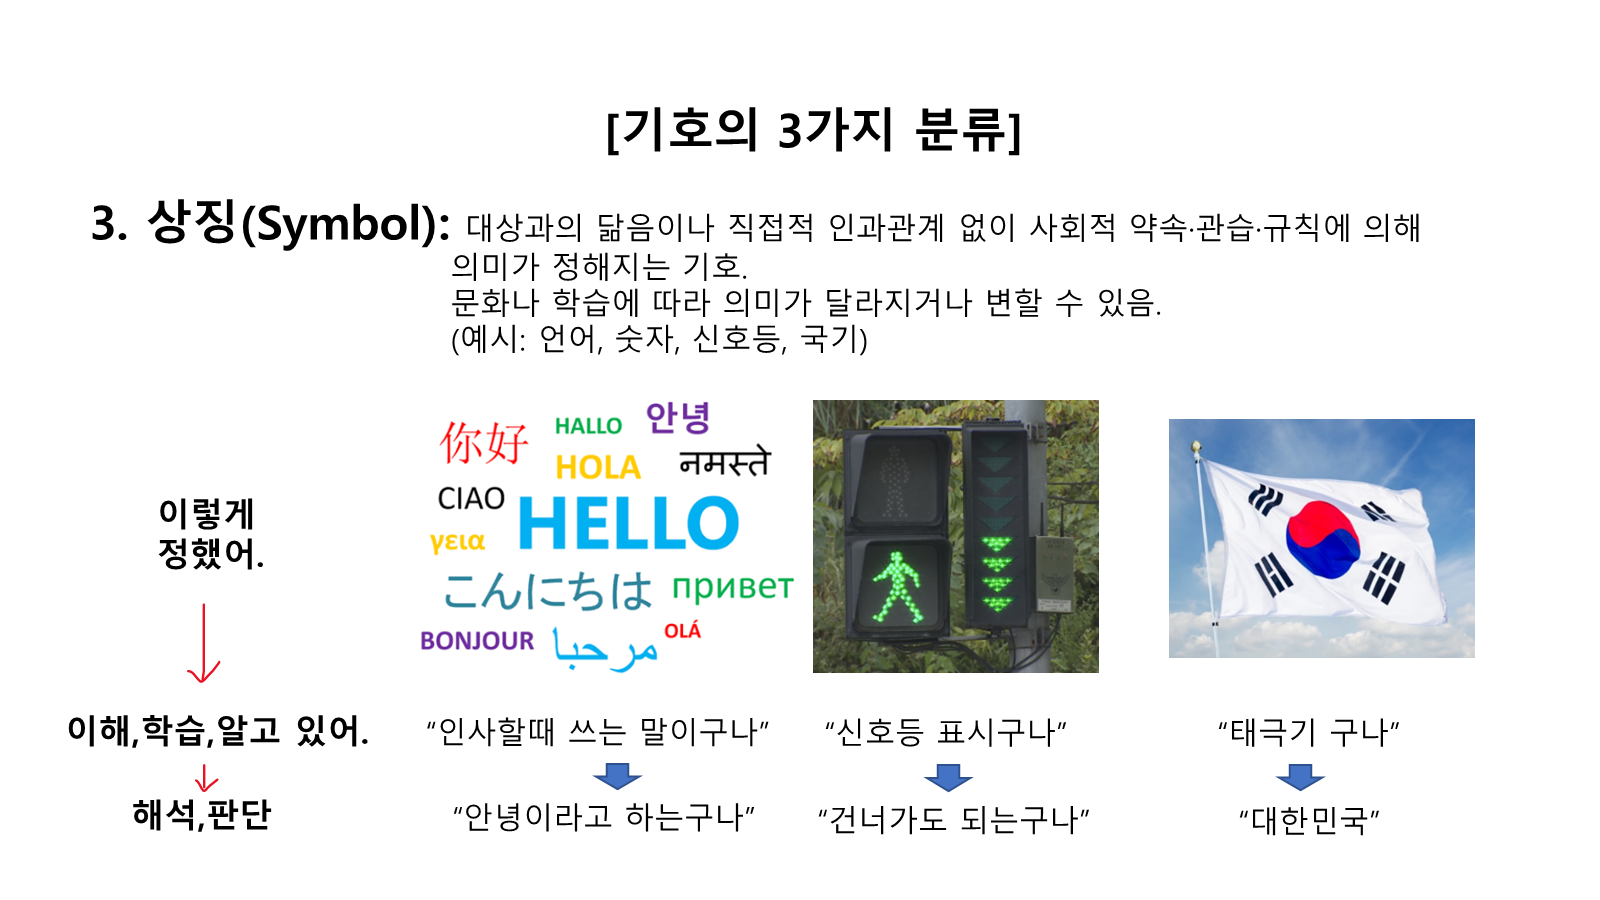 [기호의 3가지 분류]
3. 상징(Symbol): 대상과의 닮음이나 직접적 인과관계 없이 사회적 약속·관습·규칙에 의해
의미가 정해지는 기호.
문화나 학습에 따라 의미가 달라지거나 변할 수 있음.
(예시: 언어, 숫자, 신호등, 국기)
이렇게
정했어.
이해,학습,알고 있어.
해석,판단
你好
HALLO
안녕
HOLA
नमस्ते
CIAO
HELLO
γεια
こんにちは
привет
BONJOUR
مرحبا
OLÁ
“인사할때 쓰는 말이구나”
“안녕이라고 하는구나”
“신호등 표시구나”
“건너가도 되는구나”
“태극기 구나”
“대한민국”